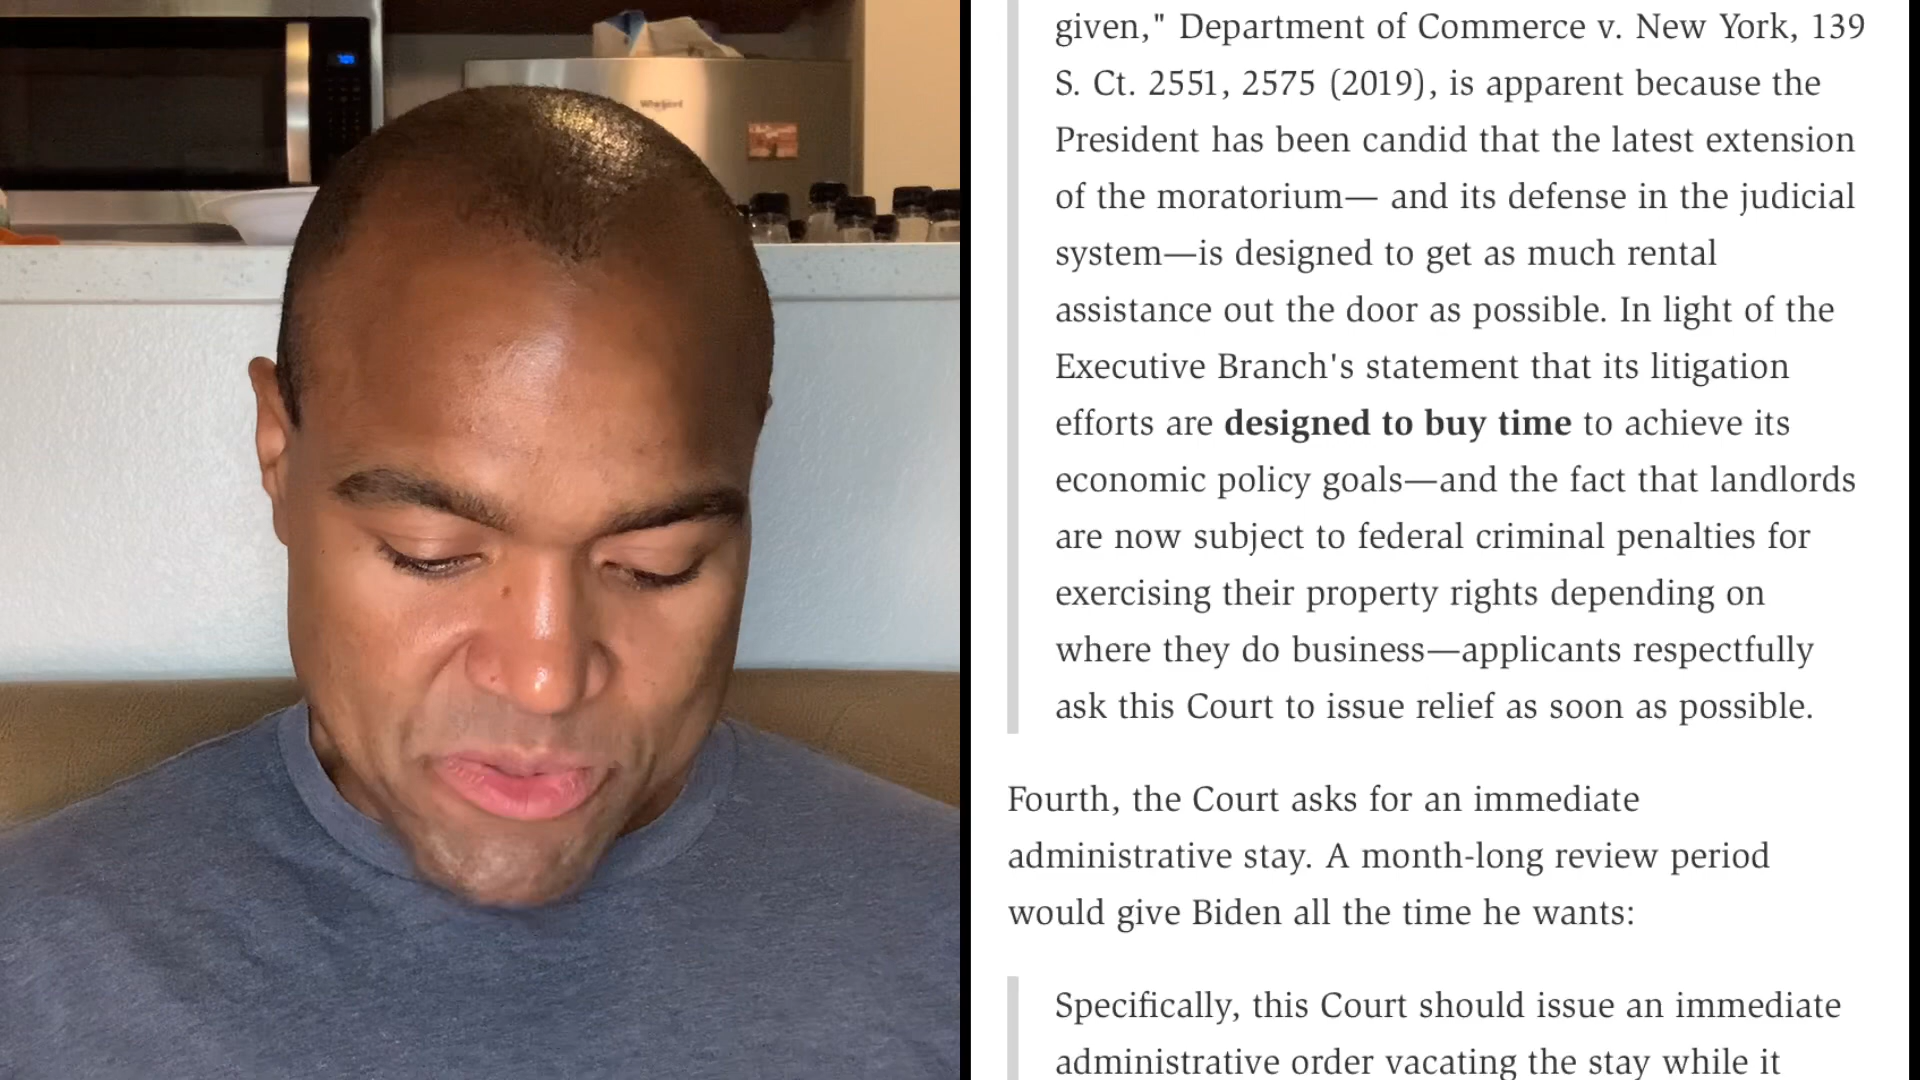 Whirlpool
given," Department of Commerce v. New York, 139
S. Ct. 2551, 2575 (2019), is apparent because the
President has been candid that the latest extension
of the moratorium— and its defense in the judicial
system—is designed to get as much rental
assistance out the door as possible. In light of the
Executive Branch's statement that its litigation
efforts are designed to buy time to achieve its
economic policy goals—and the fact that landlords
are now subject to federal criminal penalties for
exercising their property rights depending on
where they do business—applicants respectfully
ask this Court to issue relief as soon as possible.
Fourth, the Court asks for an immediate
administrative stay. A month-long review period
would give Biden all the time he wants:
Specifically, this Court should issue an immediate
administrative order vacating the stay while it